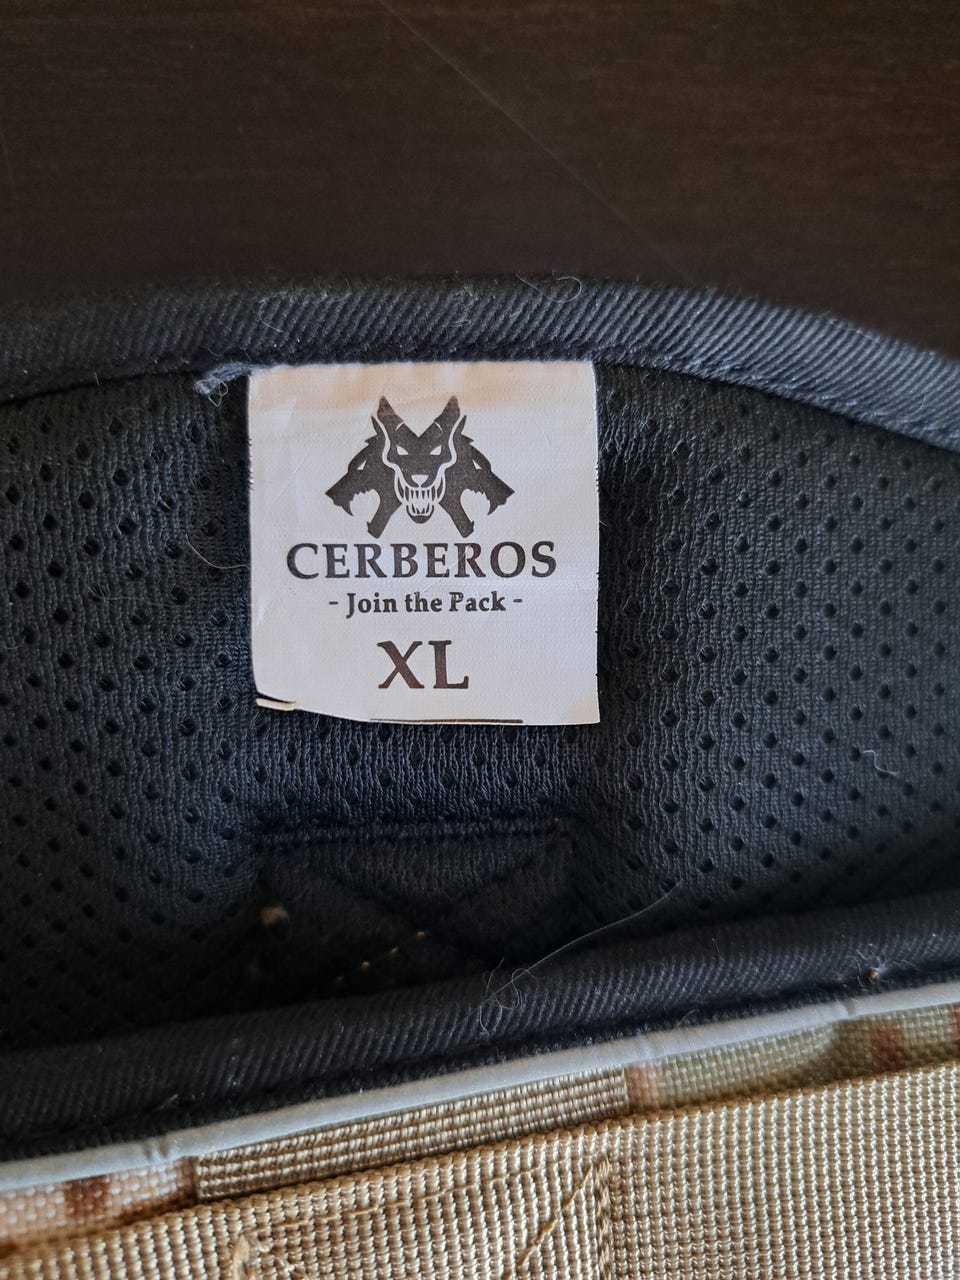 CERBEROS
- Join the Pack -
XL